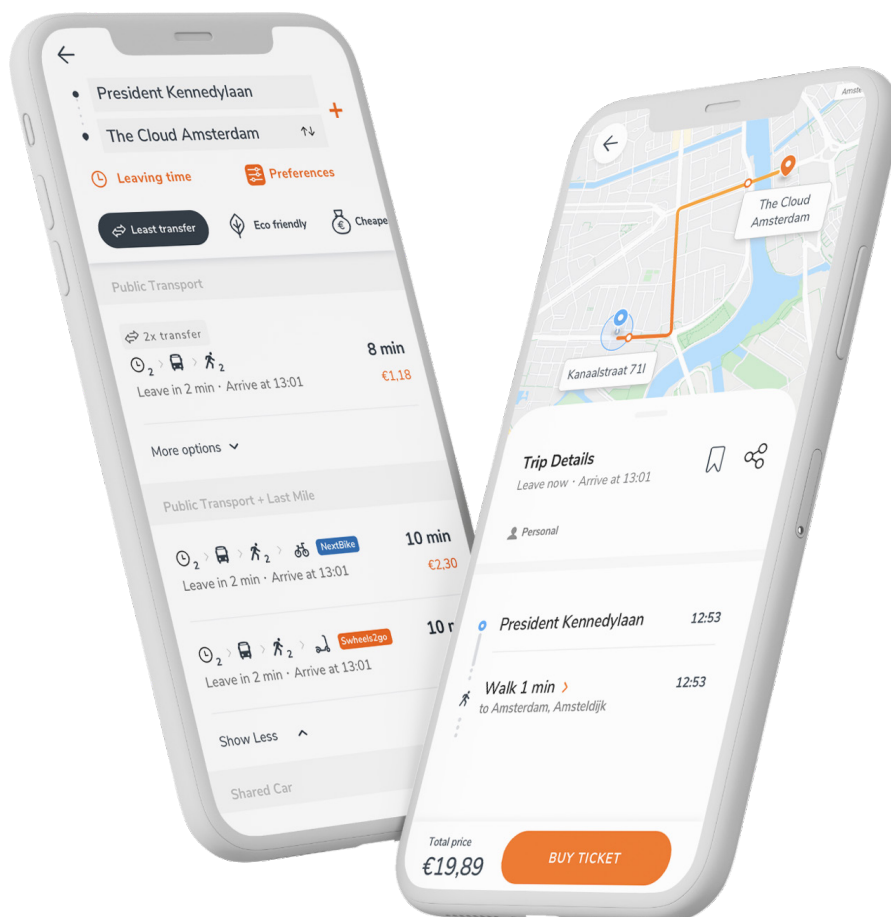 President Kennedylaan
+
The Cloud Amsterdam
Leaving time
Preferences
Least transfer
Eco friendly
€
Cheape
Public Transport
2x transfer
2 2 8 min
Leave in 2 min · Arrive at 13:01 €1,18
More options
Public Transport + Last Mile
2 2 NextBike 10 min
Leave in 2 min · Arrive at 13:01 €2,30
2 2 Swheels2go 10 r
Leave in 2 min · Arrive at 13:01
Show Less
Shared Car
The Cloud
Amsterdam
Kanaalstraat 71I
Trip Details
Leave now · Arrive at 13:01
Personal
President Kennedylaan 12:53
Walk 1 min > 12:53
to Amsterdam, Amsteldijk
Total price
€19,89
BUY TICKET